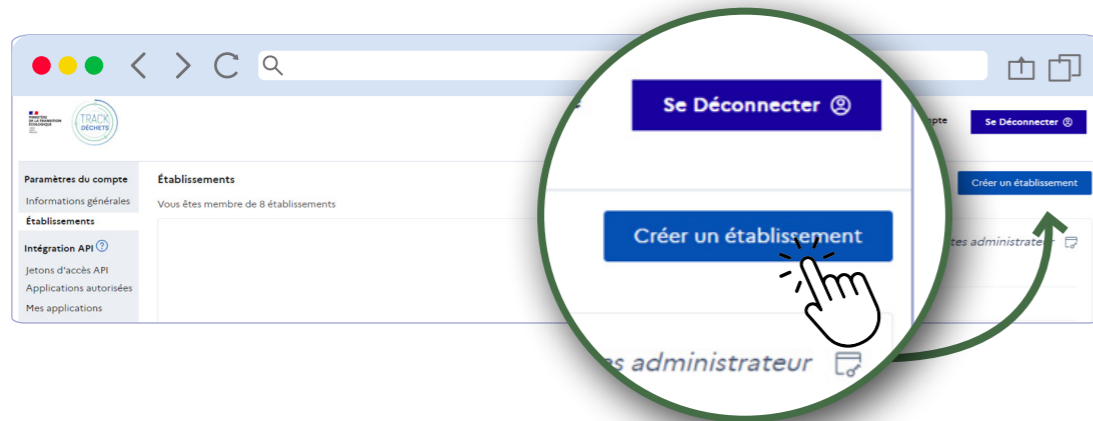 MINISTÈRE
DE LA TRANSITION
ÉCOLOGIQUE
TRACK
DÉCHETS
Se Déconnecter
Se Déconnecter
Paramètres du compte
Établissements
Créer un établissement
Informations générales
Vous êtes membre de 8 établissements
Établissements
Créer un établissement
Intégration API ?
administrateur
Jetons d'accès API
Applications autorisées
Mes applications
es administrateur